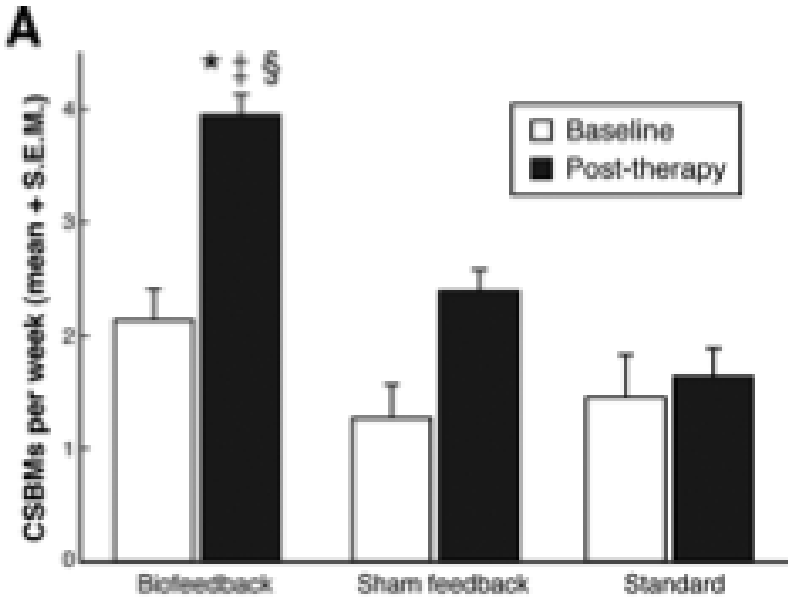 A
* ‡ §
CSBMs per week (mean + S.E.M.)
4
3
2
1
0
Baseline
Post-therapy
Biofeedback
Sham feedback
Standard